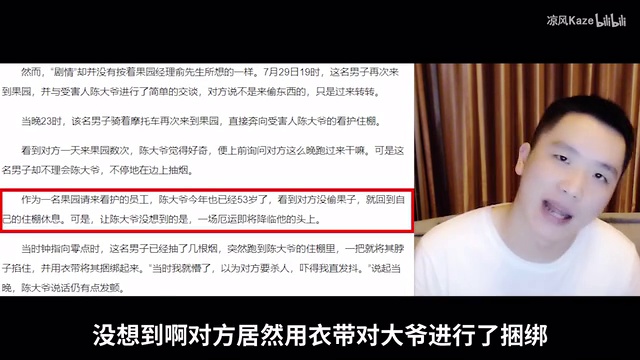 凉风Kaze bilibili
然而，“剧情”却并没有按着果园经理俞先生所想的一样。7月29日19时，这名男子再次来
到果园，并与受害人陈大爷进行了简单的交谈，对方说不是来偷东西的，只是过来转转。
当晚23时，该名男子骑着摩托车再次来到果园，直接奔向受害人陈大爷的看护住棚。
看到对方一天来果园数次，陈大爷觉得好奇，便上前询问对方这么晚跑过来干嘛。可是这
名男子却不理会陈大爷，不停地在边上抽烟。
作为一名果园请来看护的员工，陈大爷今年也已经53岁了，看到对方没偷果子，就回到自
己的住棚休息。可是，让陈大爷没想到的是，一场厄运即将降临他的头上。
当时钟指向零点时，这名男子已经抽了几根烟，突然跑到陈大爷的住棚里，一把就将其脖
子掐住，并用衣带将其捆绑起来。“当时我就懵了，以为对方要杀人，吓得我直发抖。”说起当
晚，陈大爷说话仍有点发颤。
没想到啊对方居然用衣带对大爷进行了捆绑